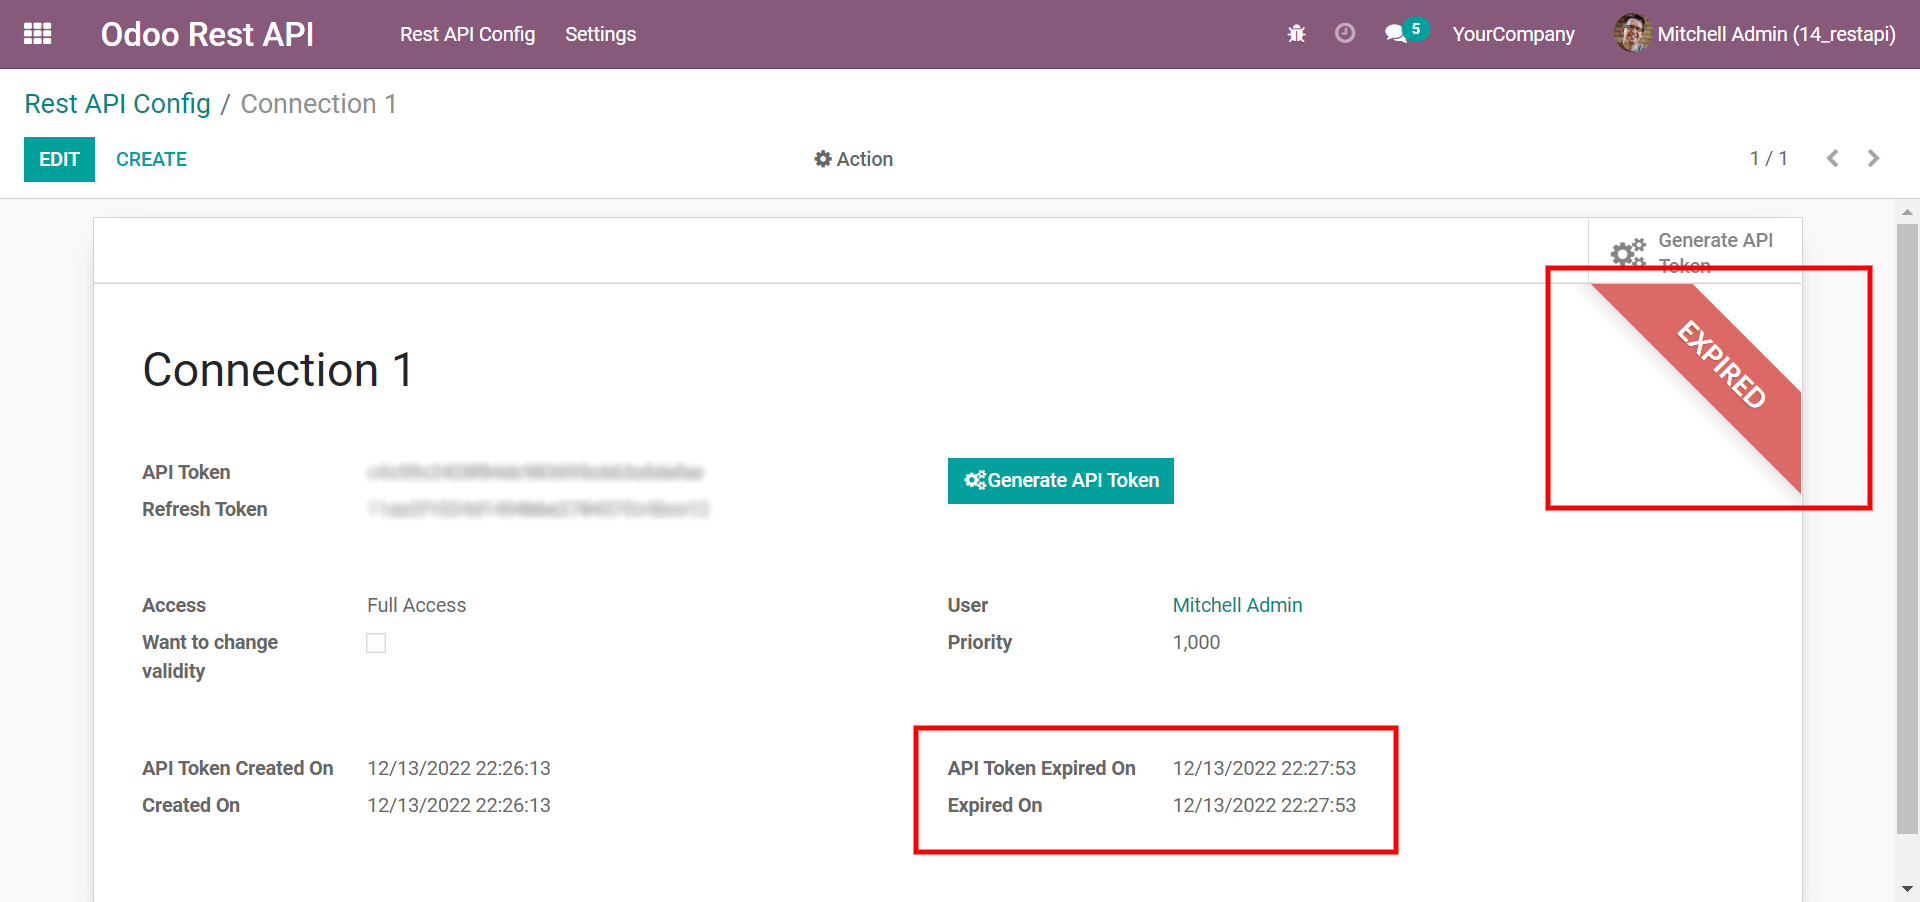 Odoo Rest API
Rest API Config
Settings
5
YourCompany
Mitchell Admin (14_restapi)
Rest API Config / Connection 1
EDIT
CREATE
Action
1 / 1
Generate API
Token
EXPIRED
Connection 1
API Token
Generate API Token
Refresh Token
Access
Full Access
User
Mitchell Admin
Want to change
validity
Priority
1,000
API Token Created On
12/13/2022 22:26:13
API Token Expired On
12/13/2022 22:27:53
Created On
12/13/2022 22:26:13
Expired On
12/13/2022 22:27:53